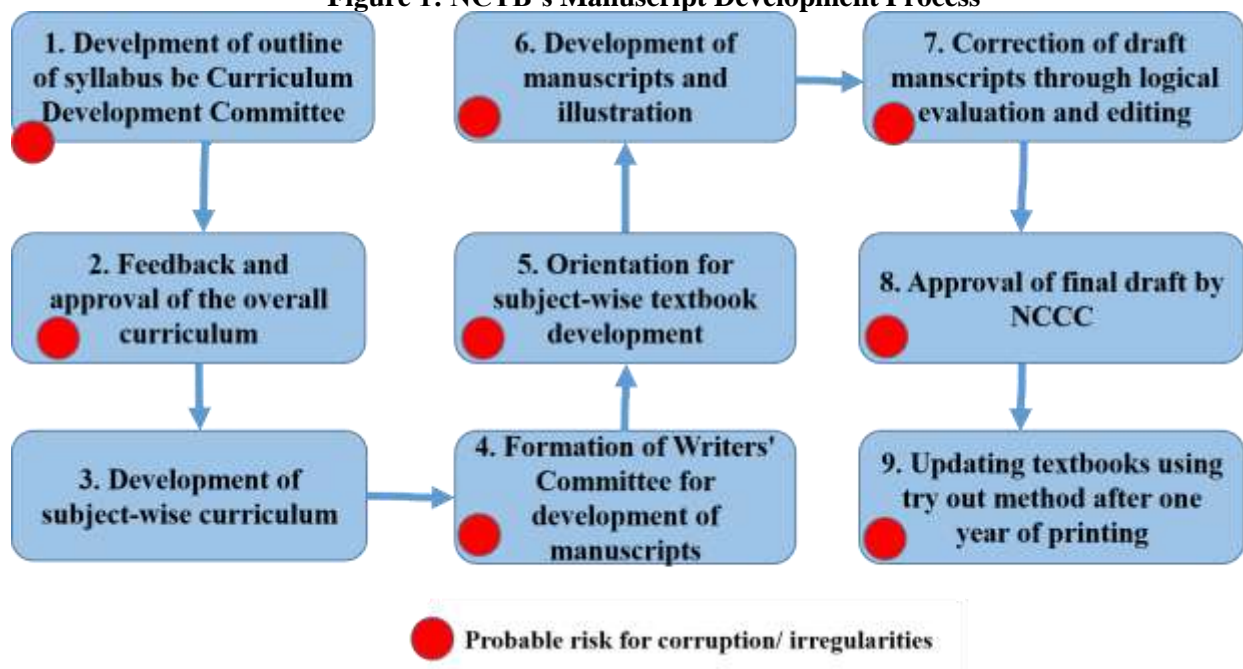 Figure 1: NCTB's Manuscript Development Process
1. Develpment of outline
of syllabus be Curriculum
Development Committee
2. Feedback and
approval of the overall
curriculum
3. Development of
subject-wise curriculum
4. Formation of Writers'
Committee for
development of
manuscripts
5. Orientation for
subject-wise textbook
development
6. Development of
manuscripts and
illustration
7. Correction of draft
manscripts through logical
evaluation and editing
8. Approval of final draft by
NCCC
9. Updating textbooks using
try out method after one
year of printing
Probable risk for corruption/ irregularities